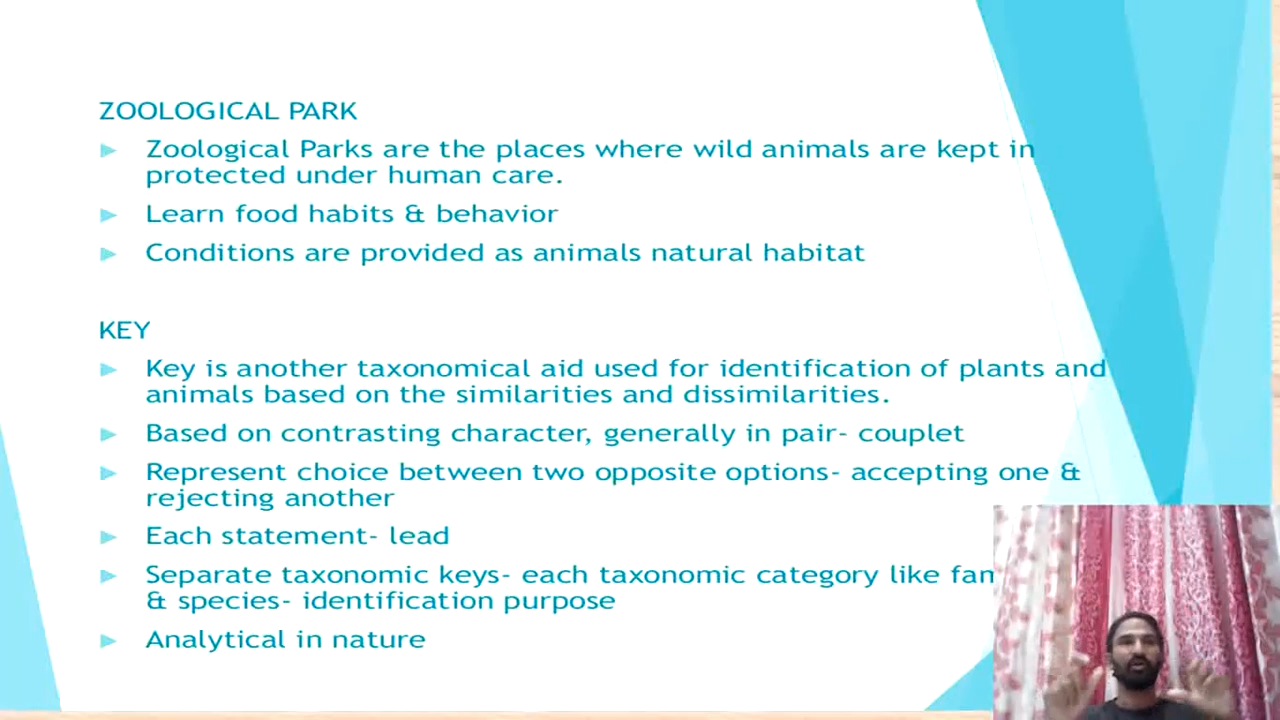 ZOOLOGICAL PARK
Zoological Parks are the places where wild animals are kept in
protected under human care.
Learn food habits & behavior
Conditions are provided as animals natural habitat
KEY
Key is another taxonomical aid used for identification of plants and
animals based on the similarities and dissimilarities.
Based on contrasting character, generally in pair- couplet
Represent choice between two opposite options- accepting one &
rejecting another
Each statement- lead
Separate taxonomic keys- each taxonomic category like
& species- identification purpose
Analytical in nature